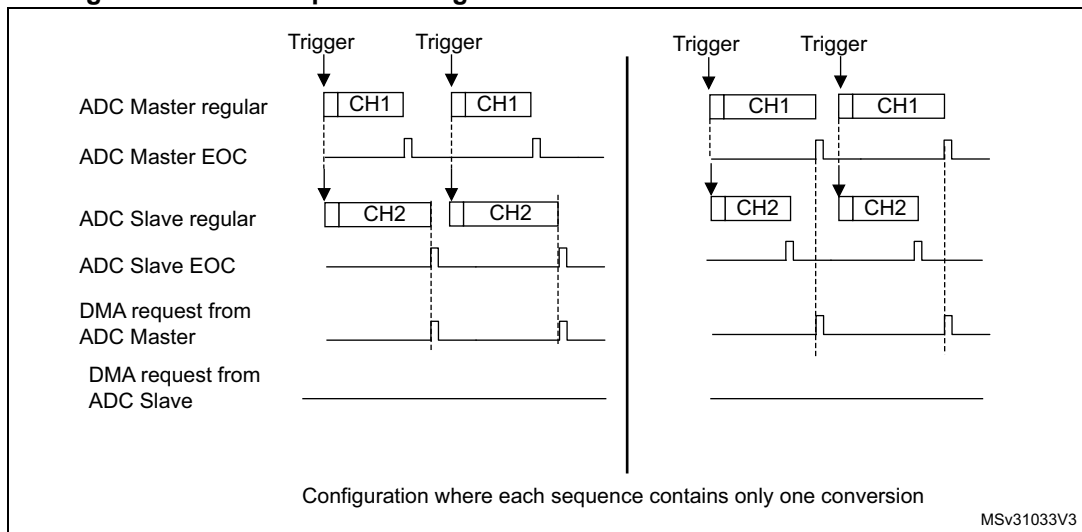 Trigger Trigger Trigger Trigger
ADC Master regular CH1 CH1 CH1 CH1
ADC Master EOC
ADC Slave regular CH2 CH2 CH2 CH2
ADC Slave EOC
DMA request from
ADC Master
DMA request from
ADC Slave
Configuration where each sequence contains only one conversion
MSv31033V3